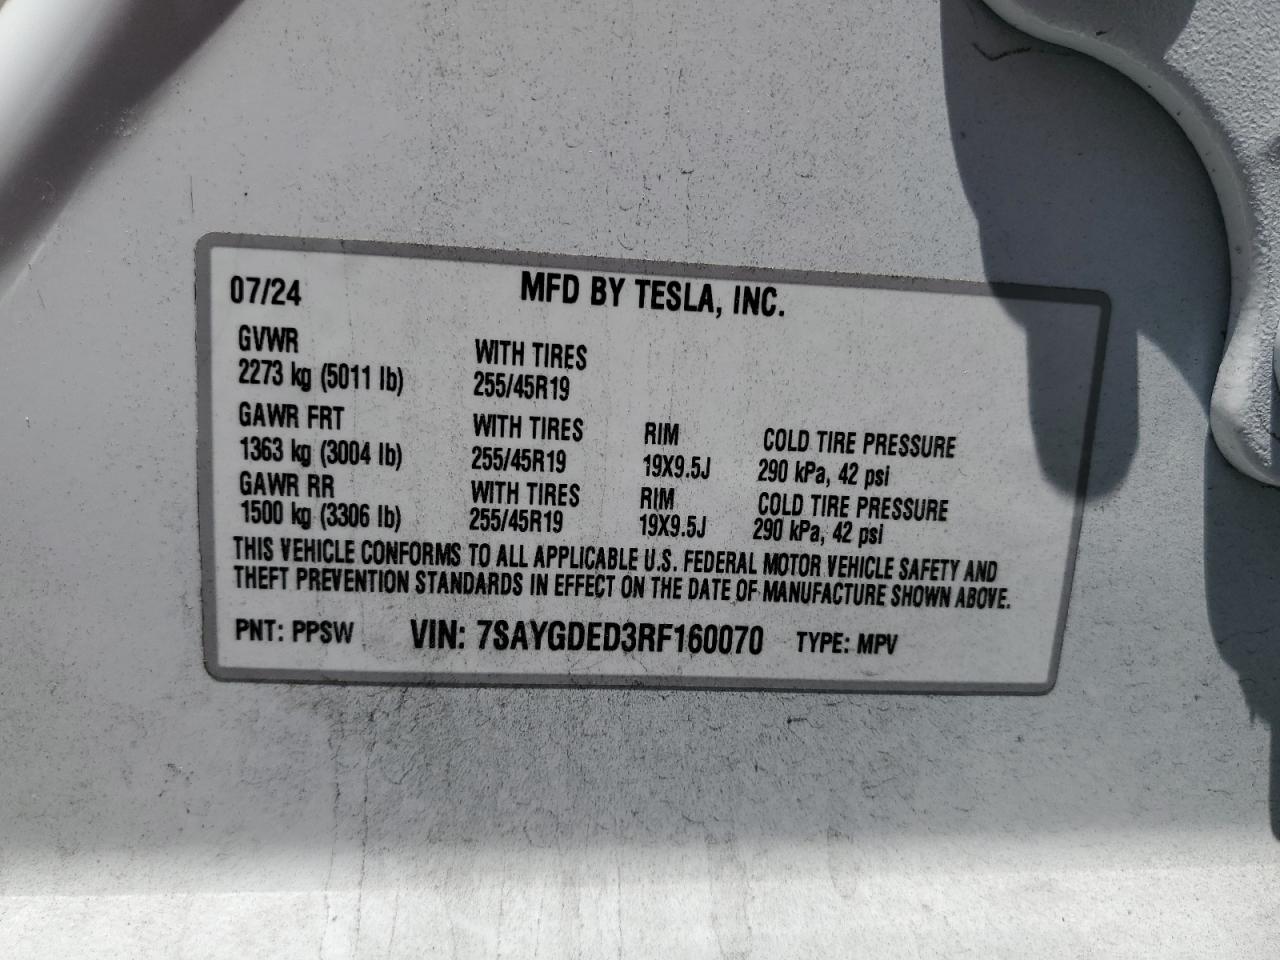 07/24 MFD BY TESLA, INC.
GVWR WITH TIRES
2273 kg (5011 lb) 255/45R19
GAWR FRT WITH TIRES RIM COLD TIRE PRESSURE
1363 kg (3004 lb) 255/45R19 19X9.5J 290 kPa, 42 psi
GAWR RR WITH TIRES RIM COLD TIRE PRESSURE
1500 kg (3306 lb) 255/45R19 19X9.5J 290 kPa, 42 psi
THIS VEHICLE CONFORMS TO ALL APPLICABLE U.S. FEDERAL MOTOR VEHICLE SAFETY AND
THEFT PREVENTION STANDARDS IN EFFECT ON THE DATE OF MANUFACTURE SHOWN ABOVE.
PNT: PPSW VIN: 7SAYGDED3RF160070 TYPE: MPV